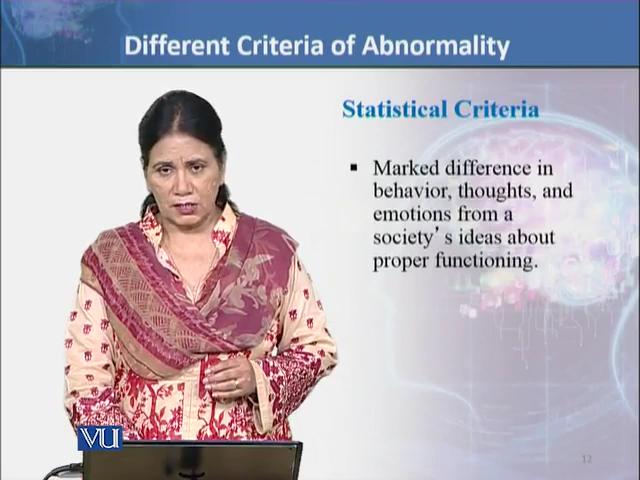 Different Criteria of Abnormality
Statistical Criteria
▪ Marked difference in
behavior, thoughts, and
emotions from a
society's ideas about
proper functioning.
VU
12